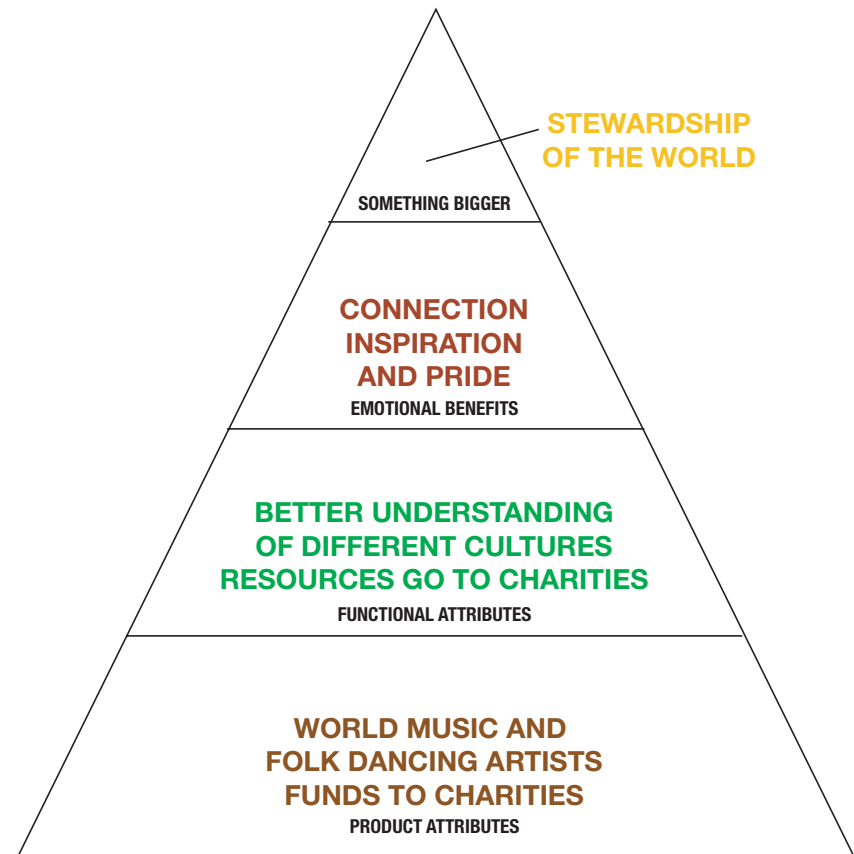 STEWARDSHIP
OF THE WORLD
SOMETHING BIGGER
CONNECTION
INSPIRATION
AND PRIDE
EMOTIONAL BENEFITS
BETTER UNDERSTANDING
OF DIFFERENT CULTURES
RESOURCES GO TO CHARITIES
FUNCTIONAL ATTRIBUTES
WORLD MUSIC AND
FOLK DANCING ARTISTS
FUNDS TO CHARITIES
PRODUCT ATTRIBUTES